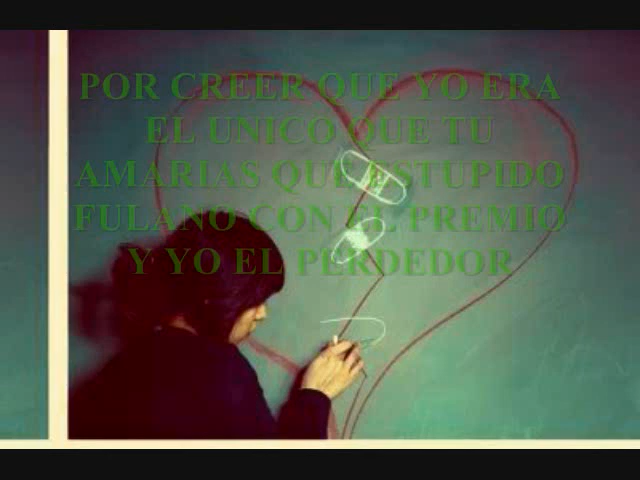 POR CREER QUE YO ERA
EL UNICO QUE TU
AMARIAS QUE ESTUPIDO
FULANO CON EL PREMIO
Y YO EL PERDEDOR